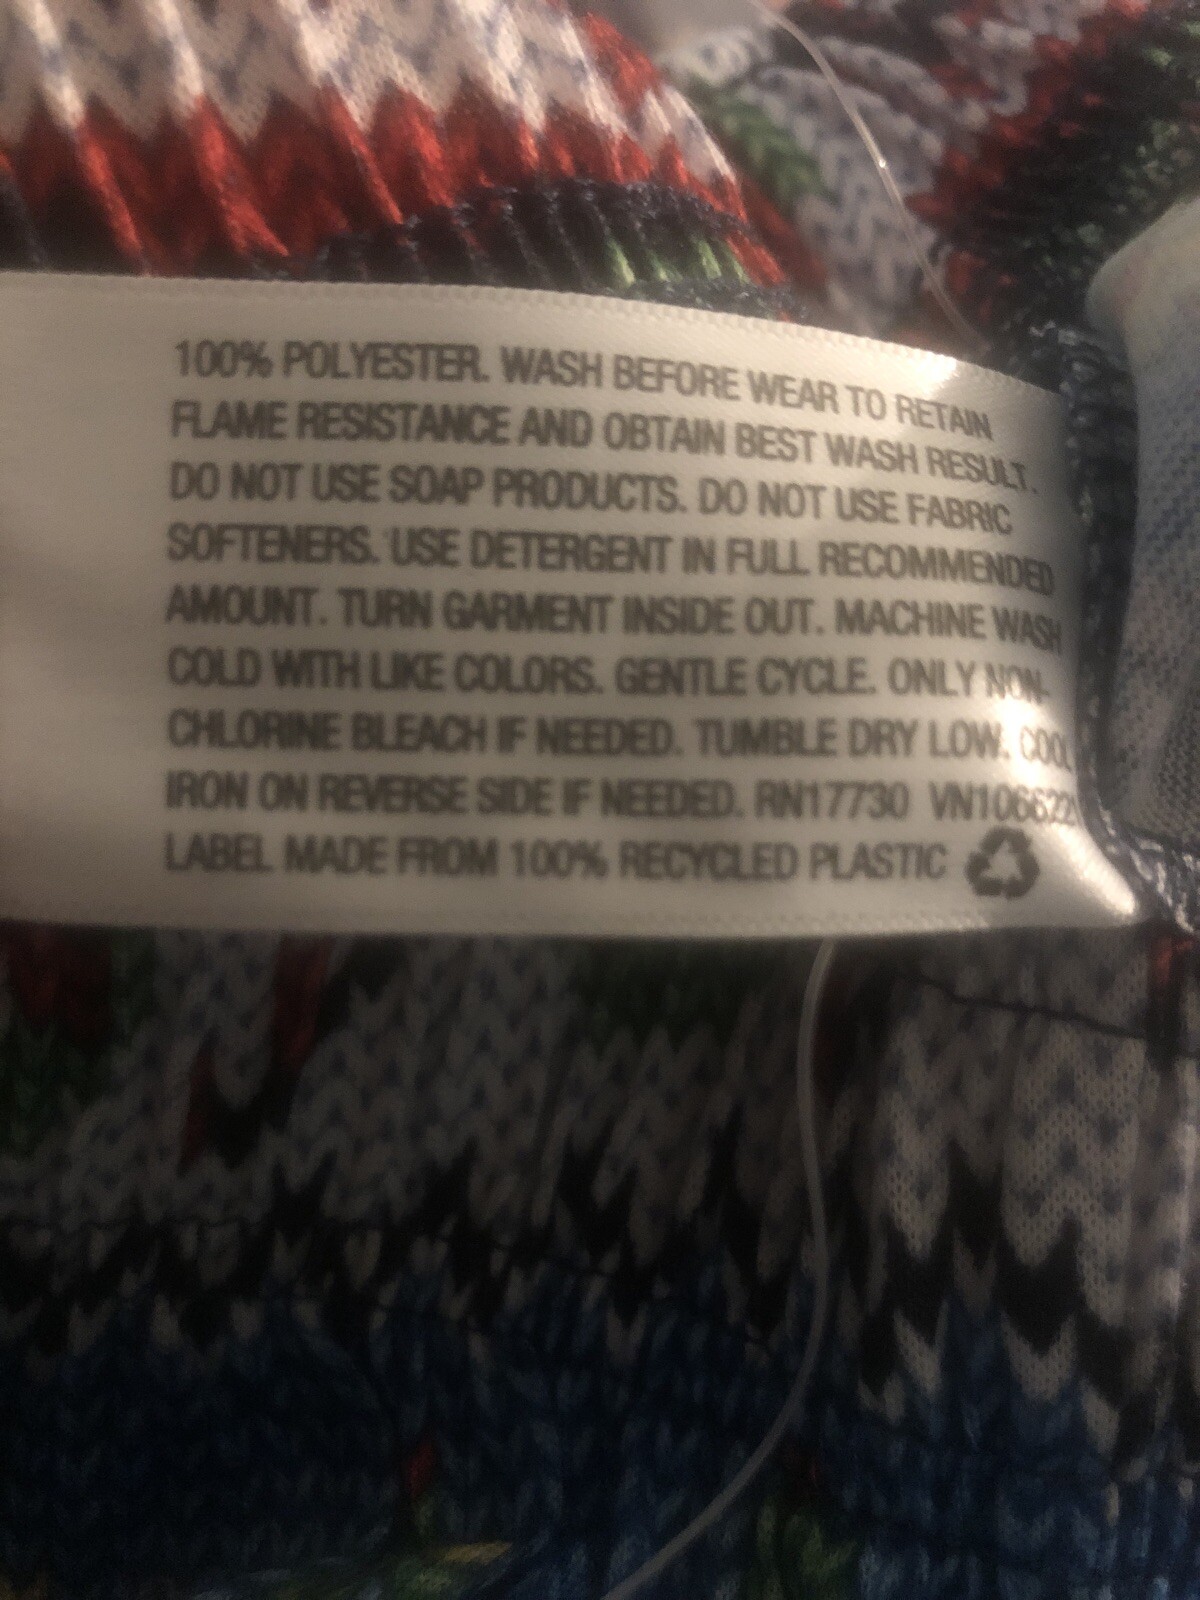 100% POLYESTER. WASH BEFORE WEAR TO RETAIN
FLAME RESISTANCE AND OBTAIN BEST WASH RESULT.
DO NOT USE SOAP PRODUCTS. DO NOT USE FABRIC
SOFTENERS. USE DETERGENT IN FULL RECOMMENDED
AMOUNT. TURN GARMENT INSIDE OUT. MACHINE WASH
COLD WITH LIKE COLORS. GENTLE CYCLE. ONLY NON-
CHLORINE BLEACH IF NEEDED. TUMBLE DRY LOW. COOL
IRON ON REVERSE SIDE IF NEEDED. RN17730
LABEL MADE FROM 100% RECYCLED PLASTIC